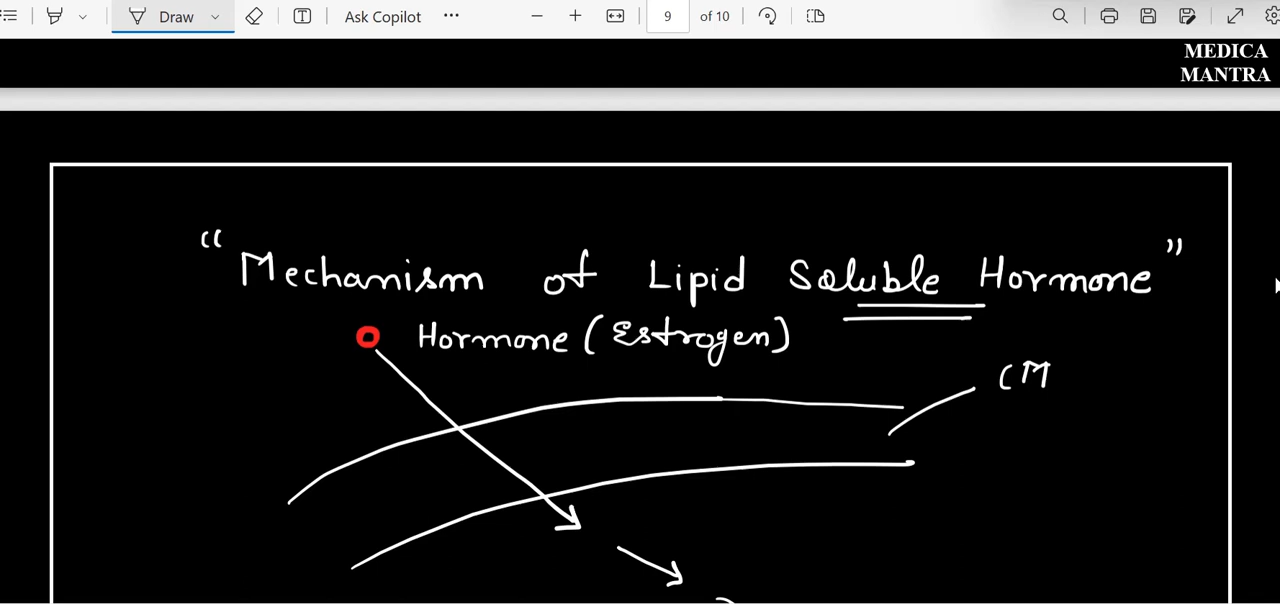 Draw
Ask Copilot
9 of 10
MEDICA
MANTRA
"Mechanism of Lipid Soluble Hormone"
Hormone (Estrogen)
CM